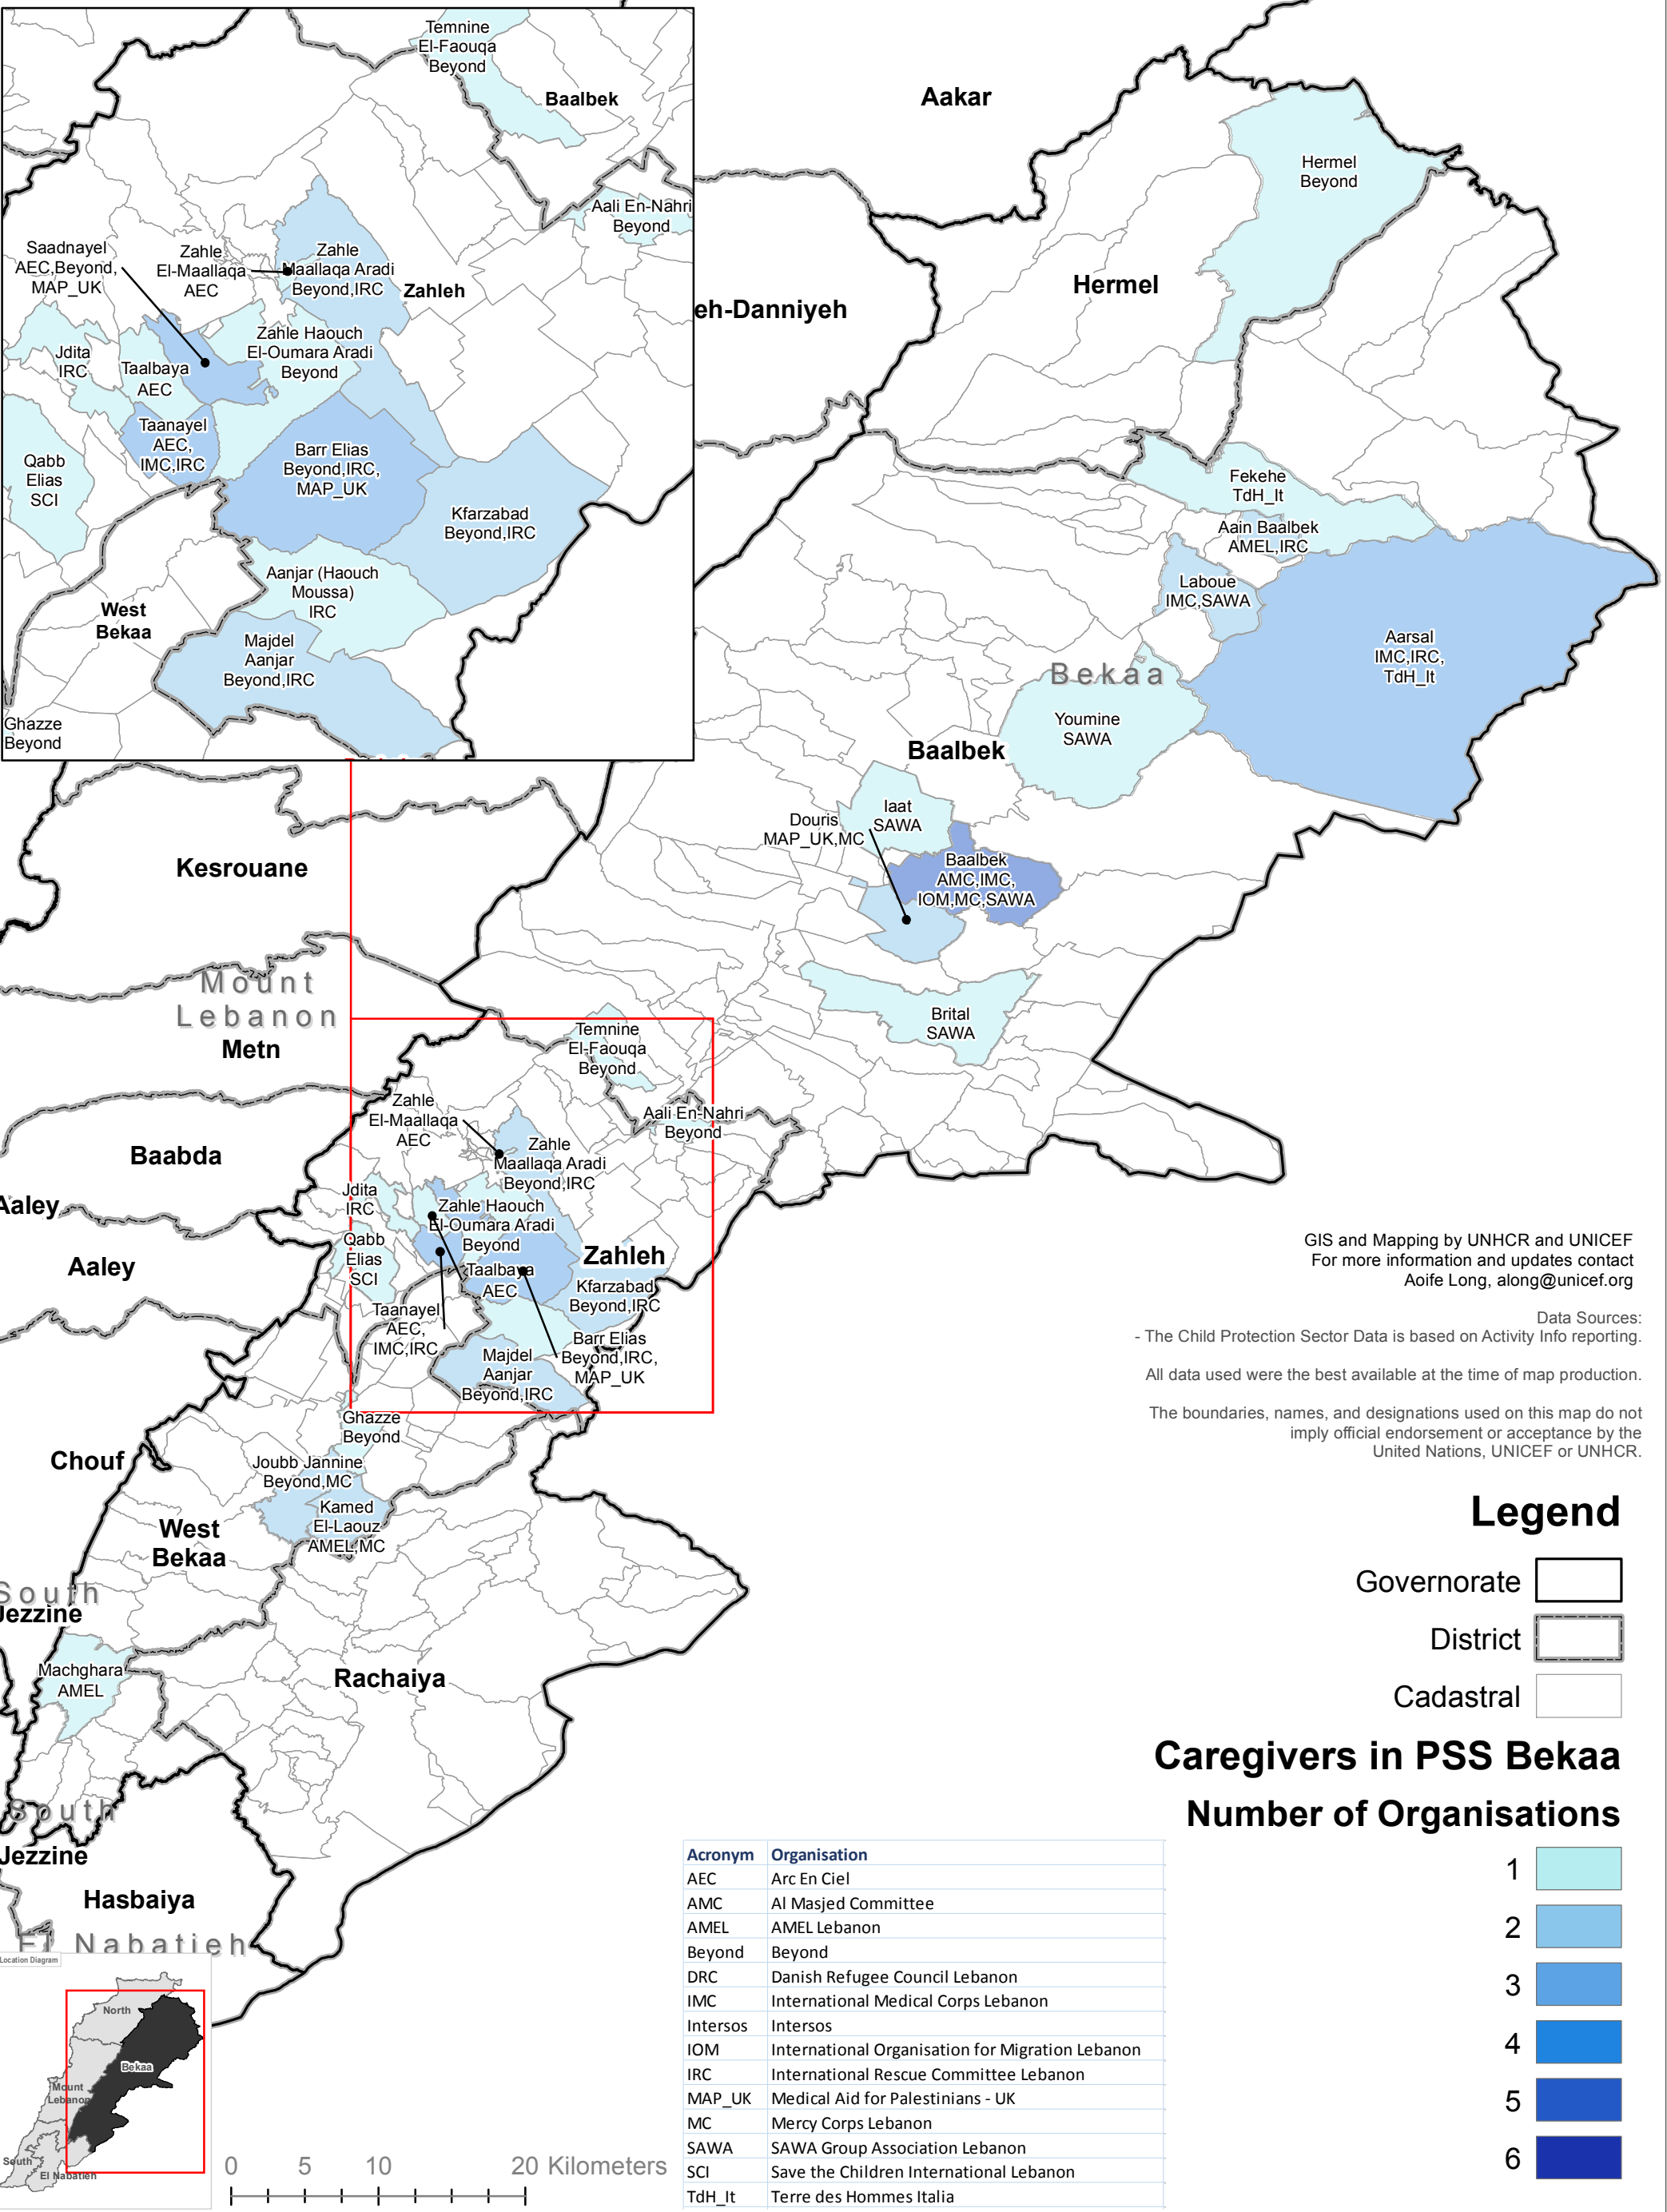 Temnine
El-Faouqa
Beyond
Baalbek
Aali En-Nahri
Beyond
Saadnayel
AEC,Beyond,
MAP_UK
Zahle
El-Maallaqa
AEC
Zahle
Maallaqa Aradi
Beyond,IRC
Zahleh
Jdita
IRC
Taalbaya
AEC
Zahle Haouch
El-Oumara Aradi
Beyond
Taanayel
AEC,
IMC,IRC
Barr Elias
Beyond,IRC,
MAP_UK
Qabb
Elias
SCI
Kfarzabad
Beyond,IRC
Aanjar (Haouch
Moussa)
IRC
West
Bekaa
Majdel
Aanjar
Beyond,IRC
Ghazze
Beyond
Aakar
Hermel
Beyond
Hermel
eh-Danniyeh
Fekehe
TdH_It
Aain Baalbek
AMEL,IRC
Laboue
IMC,SAWA
Aarsal
IMC,IRC,
TdH_It
Bekaa
Youmine
SAWA
Baalbek
Iaat
SAWA
Douris
MAP_UK,MC
Baalbek
AMC,IMC,
IOM,MC,SAWA
Brital
SAWA
Kesrouane
Mount
Lebanon
Metn
Temnine
El-Faouqa
Beyond
Zahle
El-Maallaqa
AEC
Aali En-Nahri
Beyond
Zahle
Maallaqa Aradi
Beyond,IRC
Baabda
Jdita
IRC
Zahle Haouch
El-Oumara Aradi
Beyond
Aaley
Aaley
Qabb
Elias
SCI
Zahleh
Taalbaya
AEC
Kfarzabad
Beyond,IRC
Taanayel
AEC,
IMC,IRC
Barr Elias
Beyond,IRC,
MAP_UK
Majdel
Aanjar
Beyond,IRC
Ghazze
Beyond
Chouf
Joubb Jannine
Beyond,MC
Kamed
El-Laouz
AMEL,MC
West
Bekaa
South
Jezzine
Machghara
AMEL
Rachaiya
South
Jezzine
Hasbaiya
El Nabatieh
GIS and Mapping by UNHCR and UNICEF
For more information and updates contact
Aoife Long, along@unicef.org
Data Sources:
- The Child Protection Sector Data is based on Activity Info reporting.
All data used were the best available at the time of map production.
The boundaries, names, and designations used on this map do not
imply official endorsement or acceptance by the
United Nations, UNICEF or UNHCR.
Legend
Governorate
District
Cadastral
Caregivers in PSS Bekaa
Number of Organisations
1
2
3
4
5
6
Acronym Organisation
AEC Arc En Ciel
AMC Al Masjed Committee
AMEL AMEL Lebanon
Beyond Beyond
DRC Danish Refugee Council Lebanon
IMC International Medical Corps Lebanon
Intersos Intersos
IOM International Organisation for Migration Lebanon
IRC International Rescue Committee Lebanon
MAP_UK Medical Aid for Palestinians - UK
MC Mercy Corps Lebanon
SAWA SAWA Group Association Lebanon
SCI Save the Children International Lebanon
TdH_It Terre des Hommes Italia
Location Diagram
North
Bekaa
Mount
Lebanon
South
El Nabatieh
0 5 10 20 Kilometers